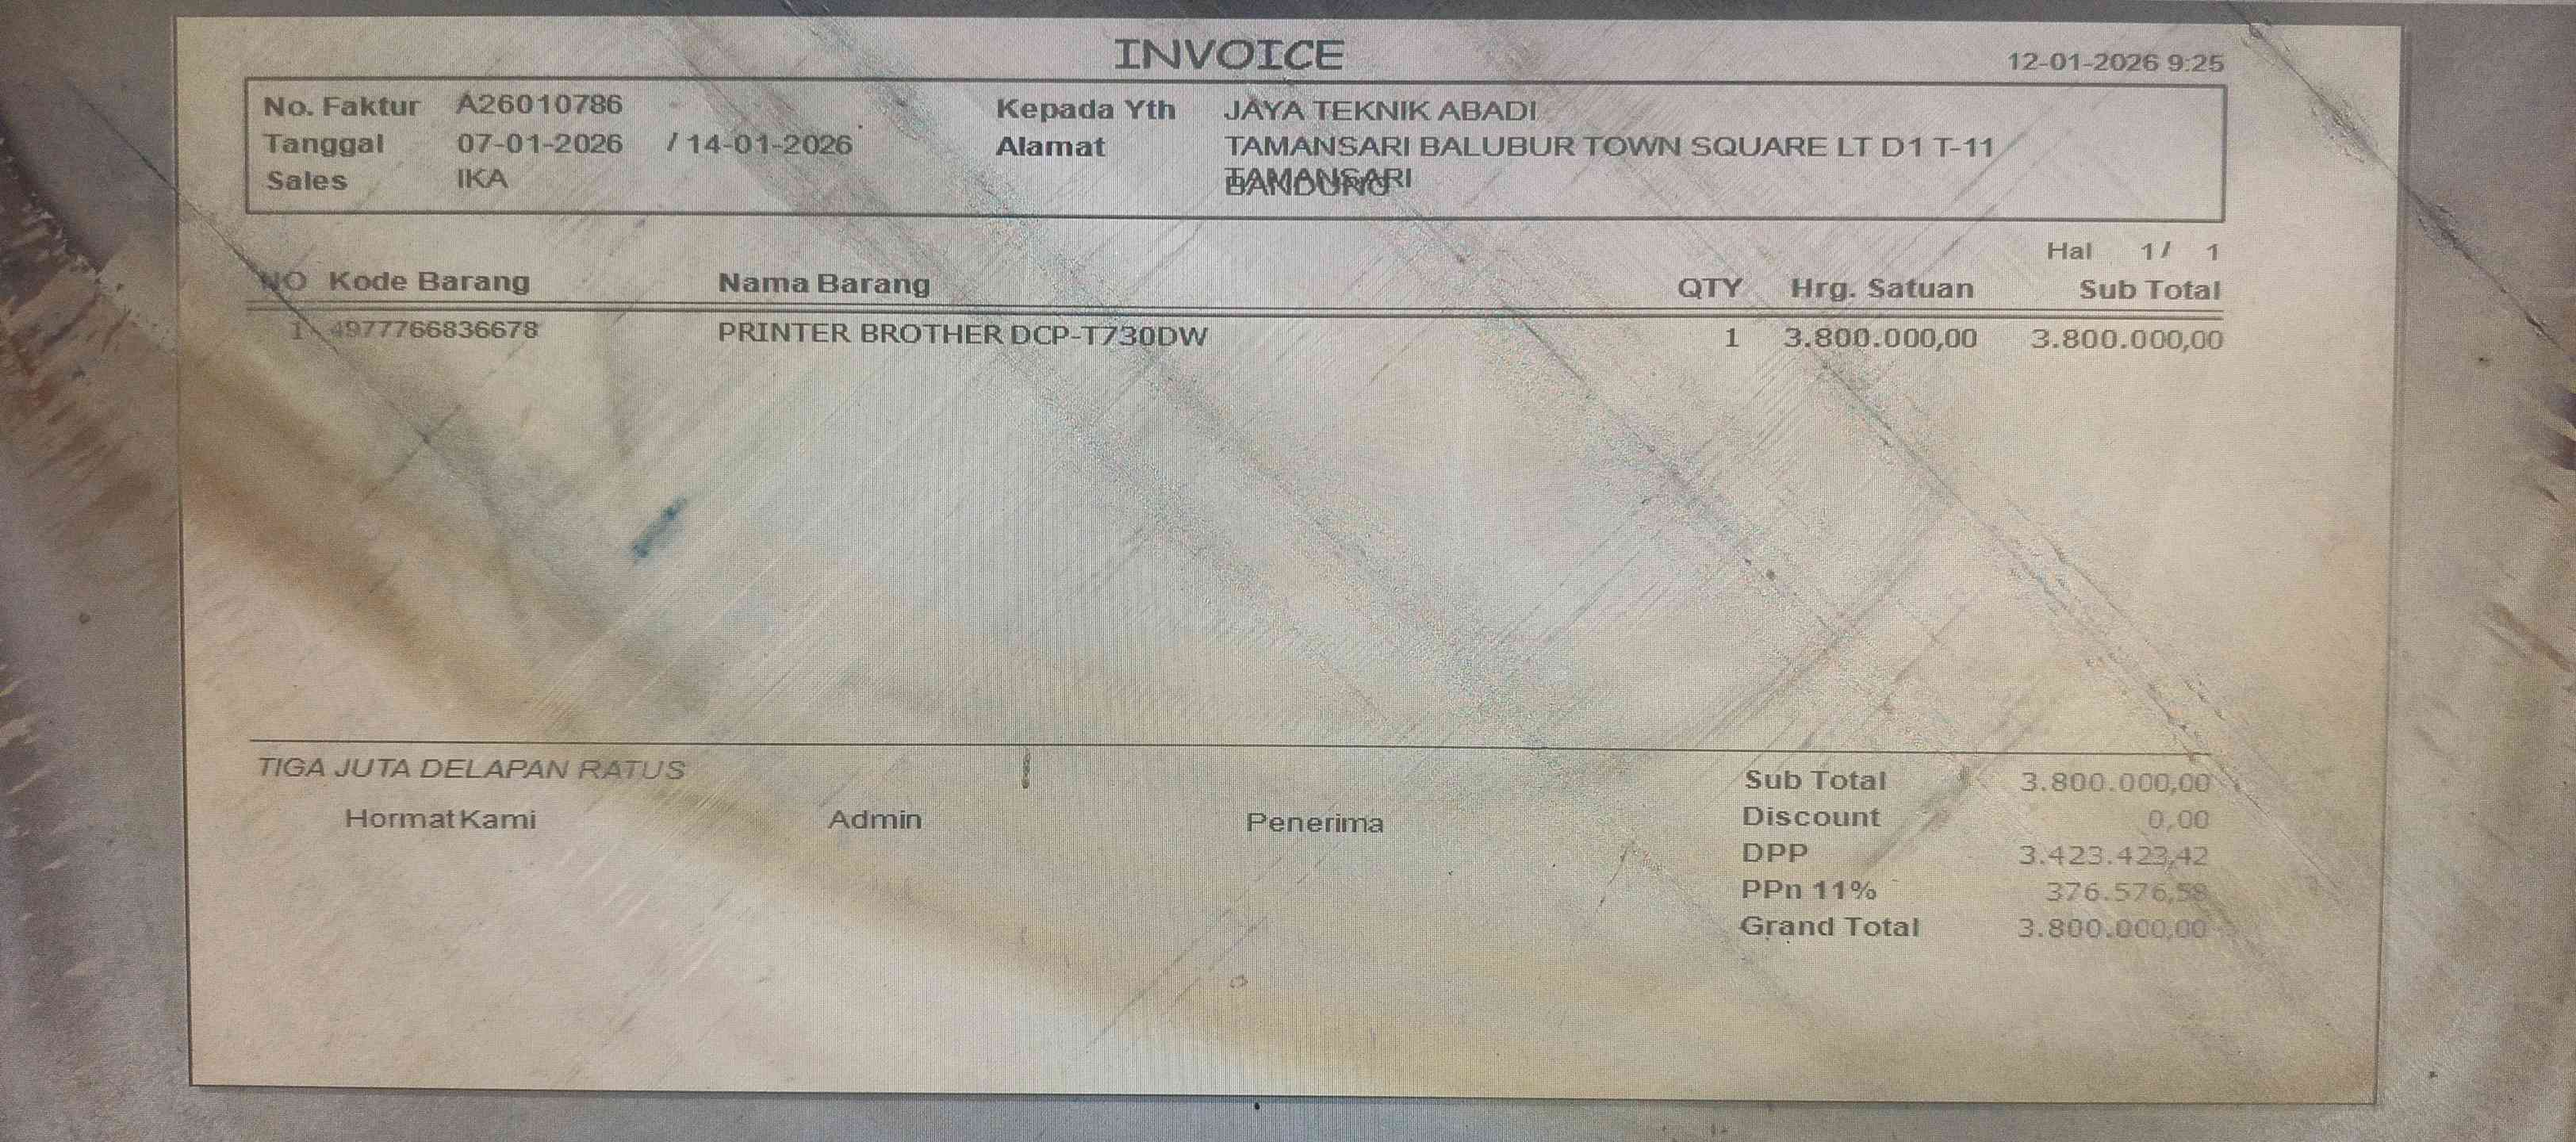 INVOICE
12-01-2026 9:25
No. Faktur A26010786
Tanggal 07-01-2026 / 14-01-2026
Sales IKA
Kepada Yth JAYA TEKNIK ABADI
Alamat TAMANSARI BALUBUR TOWN SQUARE LT D1 T-11
TAMANSARI
BANDUNG
Hal 1 / 1
NO Kode Barang Nama Barang QTY Hrg. Satuan Sub Total
1 4977766836678 PRINTER BROTHER DCP-T730DW 1 3.800.000,00 3.800.000,00
TIGA JUTA DELAPAN RATUS
Hormat Kami Admin Penerima
Sub Total 3.800.000,00
Discount 0,00
DPP 3.423.423,42
PPn 11% 376.576,58
Grand Total 3.800.000,00